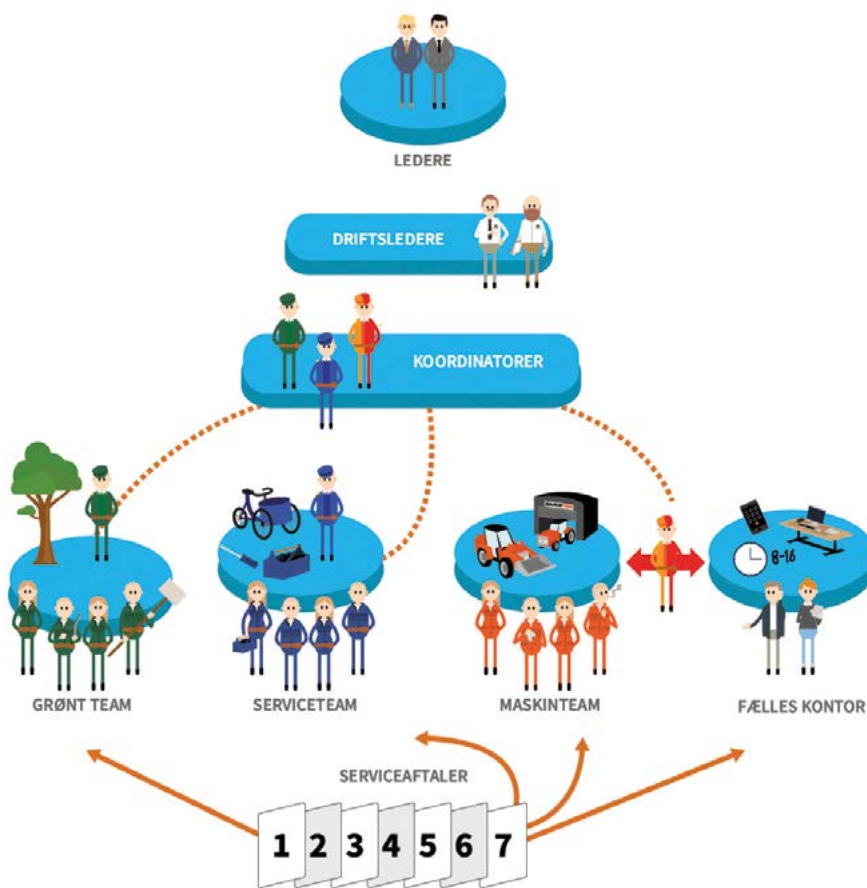 LEDERE
DRIFTSLEDERE
KOORDINATORER
8-16
GRØNT TEAM
SERVICETEAM
MASKINTEAM
FÆLLES KONTOR
SERVICEAFTALER
1 2 3 4 5 6 7